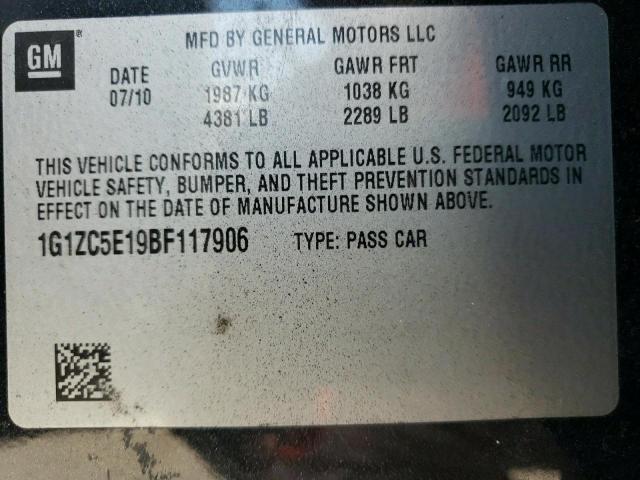 GM
MFD BY GENERAL MOTORS LLC
DATE GVWR GAWR FRT GAWR RR
07/10 1987 KG 1038 KG 949 KG
4381 LB 2289 LB 2092 LB
THIS VEHICLE CONFORMS TO ALL APPLICABLE U.S. FEDERAL MOTOR
VEHICLE SAFETY, BUMPER, AND THEFT PREVENTION STANDARDS IN
EFFECT ON THE DATE OF MANUFACTURE SHOWN ABOVE.
1G1ZC5E19BF117906 TYPE: PASS CAR